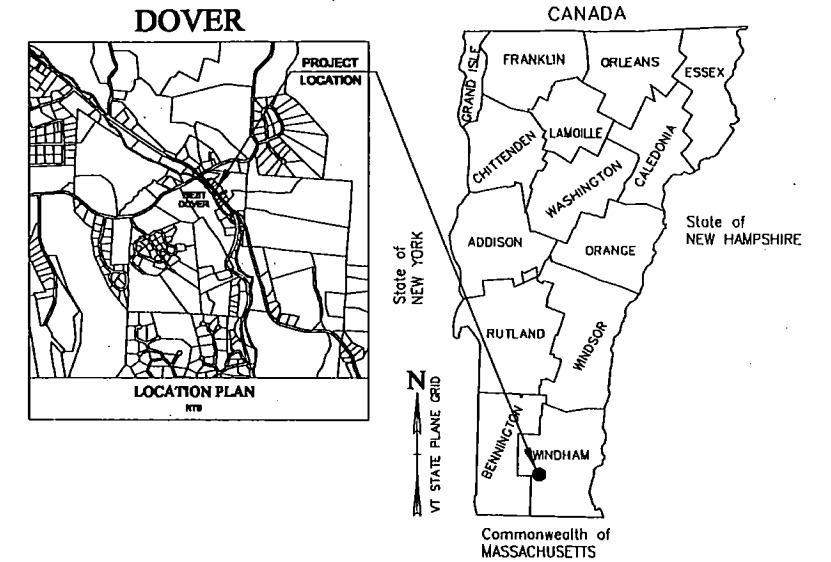 DOVER
PROJECT
LOCATION
WEST
DOVER
LOCATION PLAN
NTS
CANADA
GRAND ISLE
FRANKLIN
ORLEANS
ESSEX
CHITTENDEN
LAMOILLE
CALEDONIA
WASHINGTON
State of
NEW HAMPSHIRE
ADDISON
ORANGE
State of
NEW YORK
RUTLAND
WINDSOR
N
VT STATE PLANE GRID
BENNINGTON
WINDHAM
Commonwealth of
MASSACHUSETTS